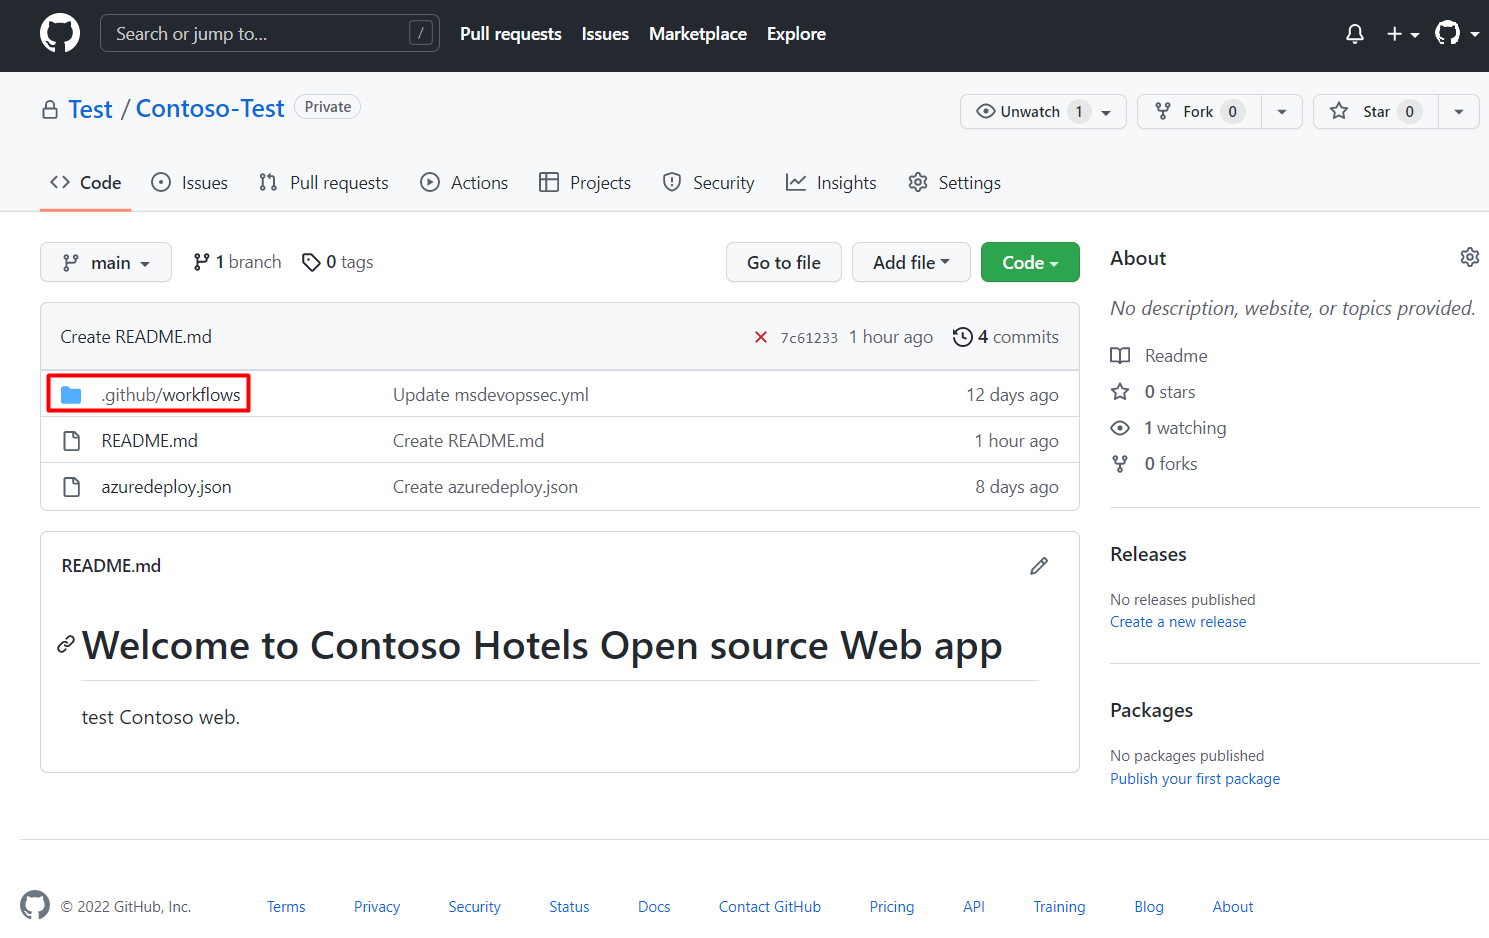 Search or jump to... /
Pull requests Issues Marketplace Explore
Test / Contoso-Test Private
Unwatch 1 Fork 0 Star 0
Code Issues Pull requests Actions Projects Security Insights Settings
main 1 branch 0 tags Go to file Add file Code
Create README.md 7c61233 1 hour ago 4 commits
.github/workflows Update msdevopssec.yml 12 days ago
README.md Create README.md 1 hour ago
azuredeploy.json Create azuredeploy.json 8 days ago
README.md
Welcome to Contoso Hotels Open source Web app
test Contoso web.
About
No description, website, or topics provided.
Readme
0 stars
1 watching
0 forks
Releases
No releases published
Create a new release
Packages
No packages published
Publish your first package
© 2022 GitHub, Inc. Terms Privacy Security Status Docs Contact GitHub Pricing API Training Blog About